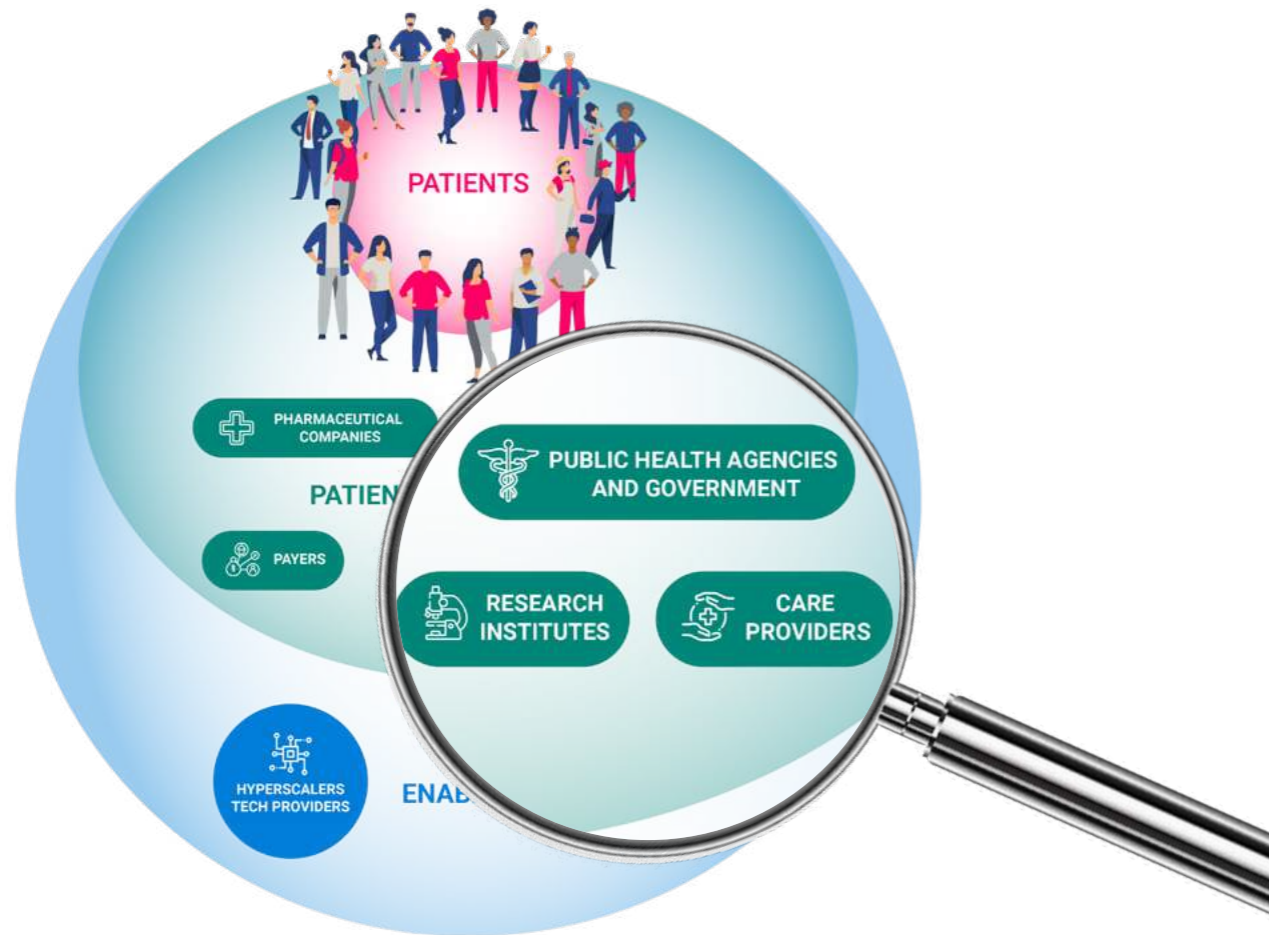 PATIENTS
PHARMACEUTICAL
COMPANIES
PUBLIC HEALTH AGENCIES
AND GOVERNMENT
PATIEN
PAYERS
RESEARCH
INSTITUTES
CARE
PROVIDERS
HYPERSCALERS
TECH PROVIDERS
ENAB